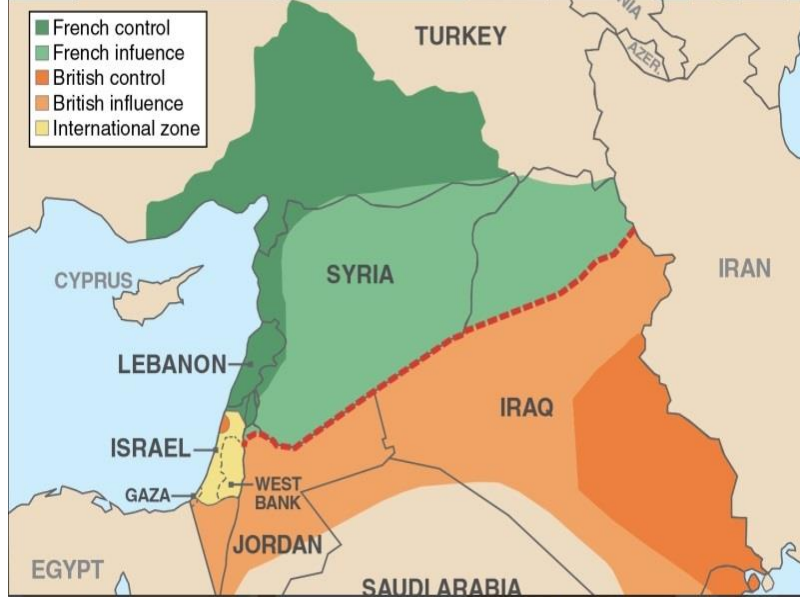 French control
French infuence
British control
British influence
International zone
TURKEY
NIA
AZER.
CYPRUS
SYRIA
IRAN
LEBANON
IRAQ
ISRAEL
GAZA
WEST
BANK
JORDAN
EGYPT
SAUDI ARABIA